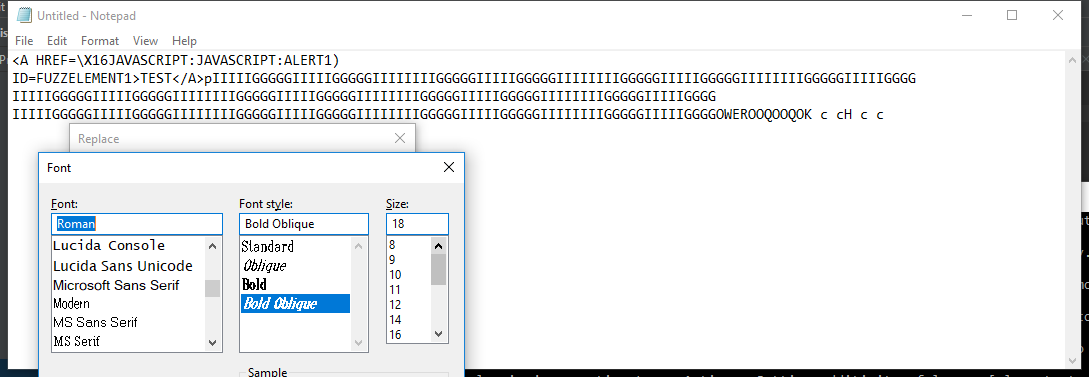 Untitled - Notepad
File Edit Format View Help
<A HREF=\X16JAVASCRIPT:JAVASCRIPT:ALERT1)
ID=FUZZELEMENT1>TEST</A>pIIIIIGGGGGIIIIIGGGGGIIIIIIIIGGGGGIIIIIGGGGGIIIIIIIIGGGGGIIIIIGGGGGIIIIIIIIGGGGGIIIIIGGGG
IIIIIGGGGGIIIIIGGGGGIIIIIIIIGGGGGIIIIIGGGGGIIIIIIIIGGGGGIIIIIGGGGGIIIIIIIIGGGGGIIIIIGGGG
IIIIIGGGGGIIIIIGGGGGIIIIIIIIGGGGGIIIIIGGGGGIIIIIIIIGGGGGIIIIIGGGGGIIIIIIIIGGGGGIIIIIGGGGOWEROOQOOQOK c cH c c
Replace
Font
Font: Font style: Size:
Roman Bold Oblique 18
Lucida Console Standard 8
Lucida Sans Unicode Oblique 9
Microsoft Sans Serif Bold 10
Modern Bold Oblique 11
MS Sans Serif 12
MS Serif 14
16
Sample